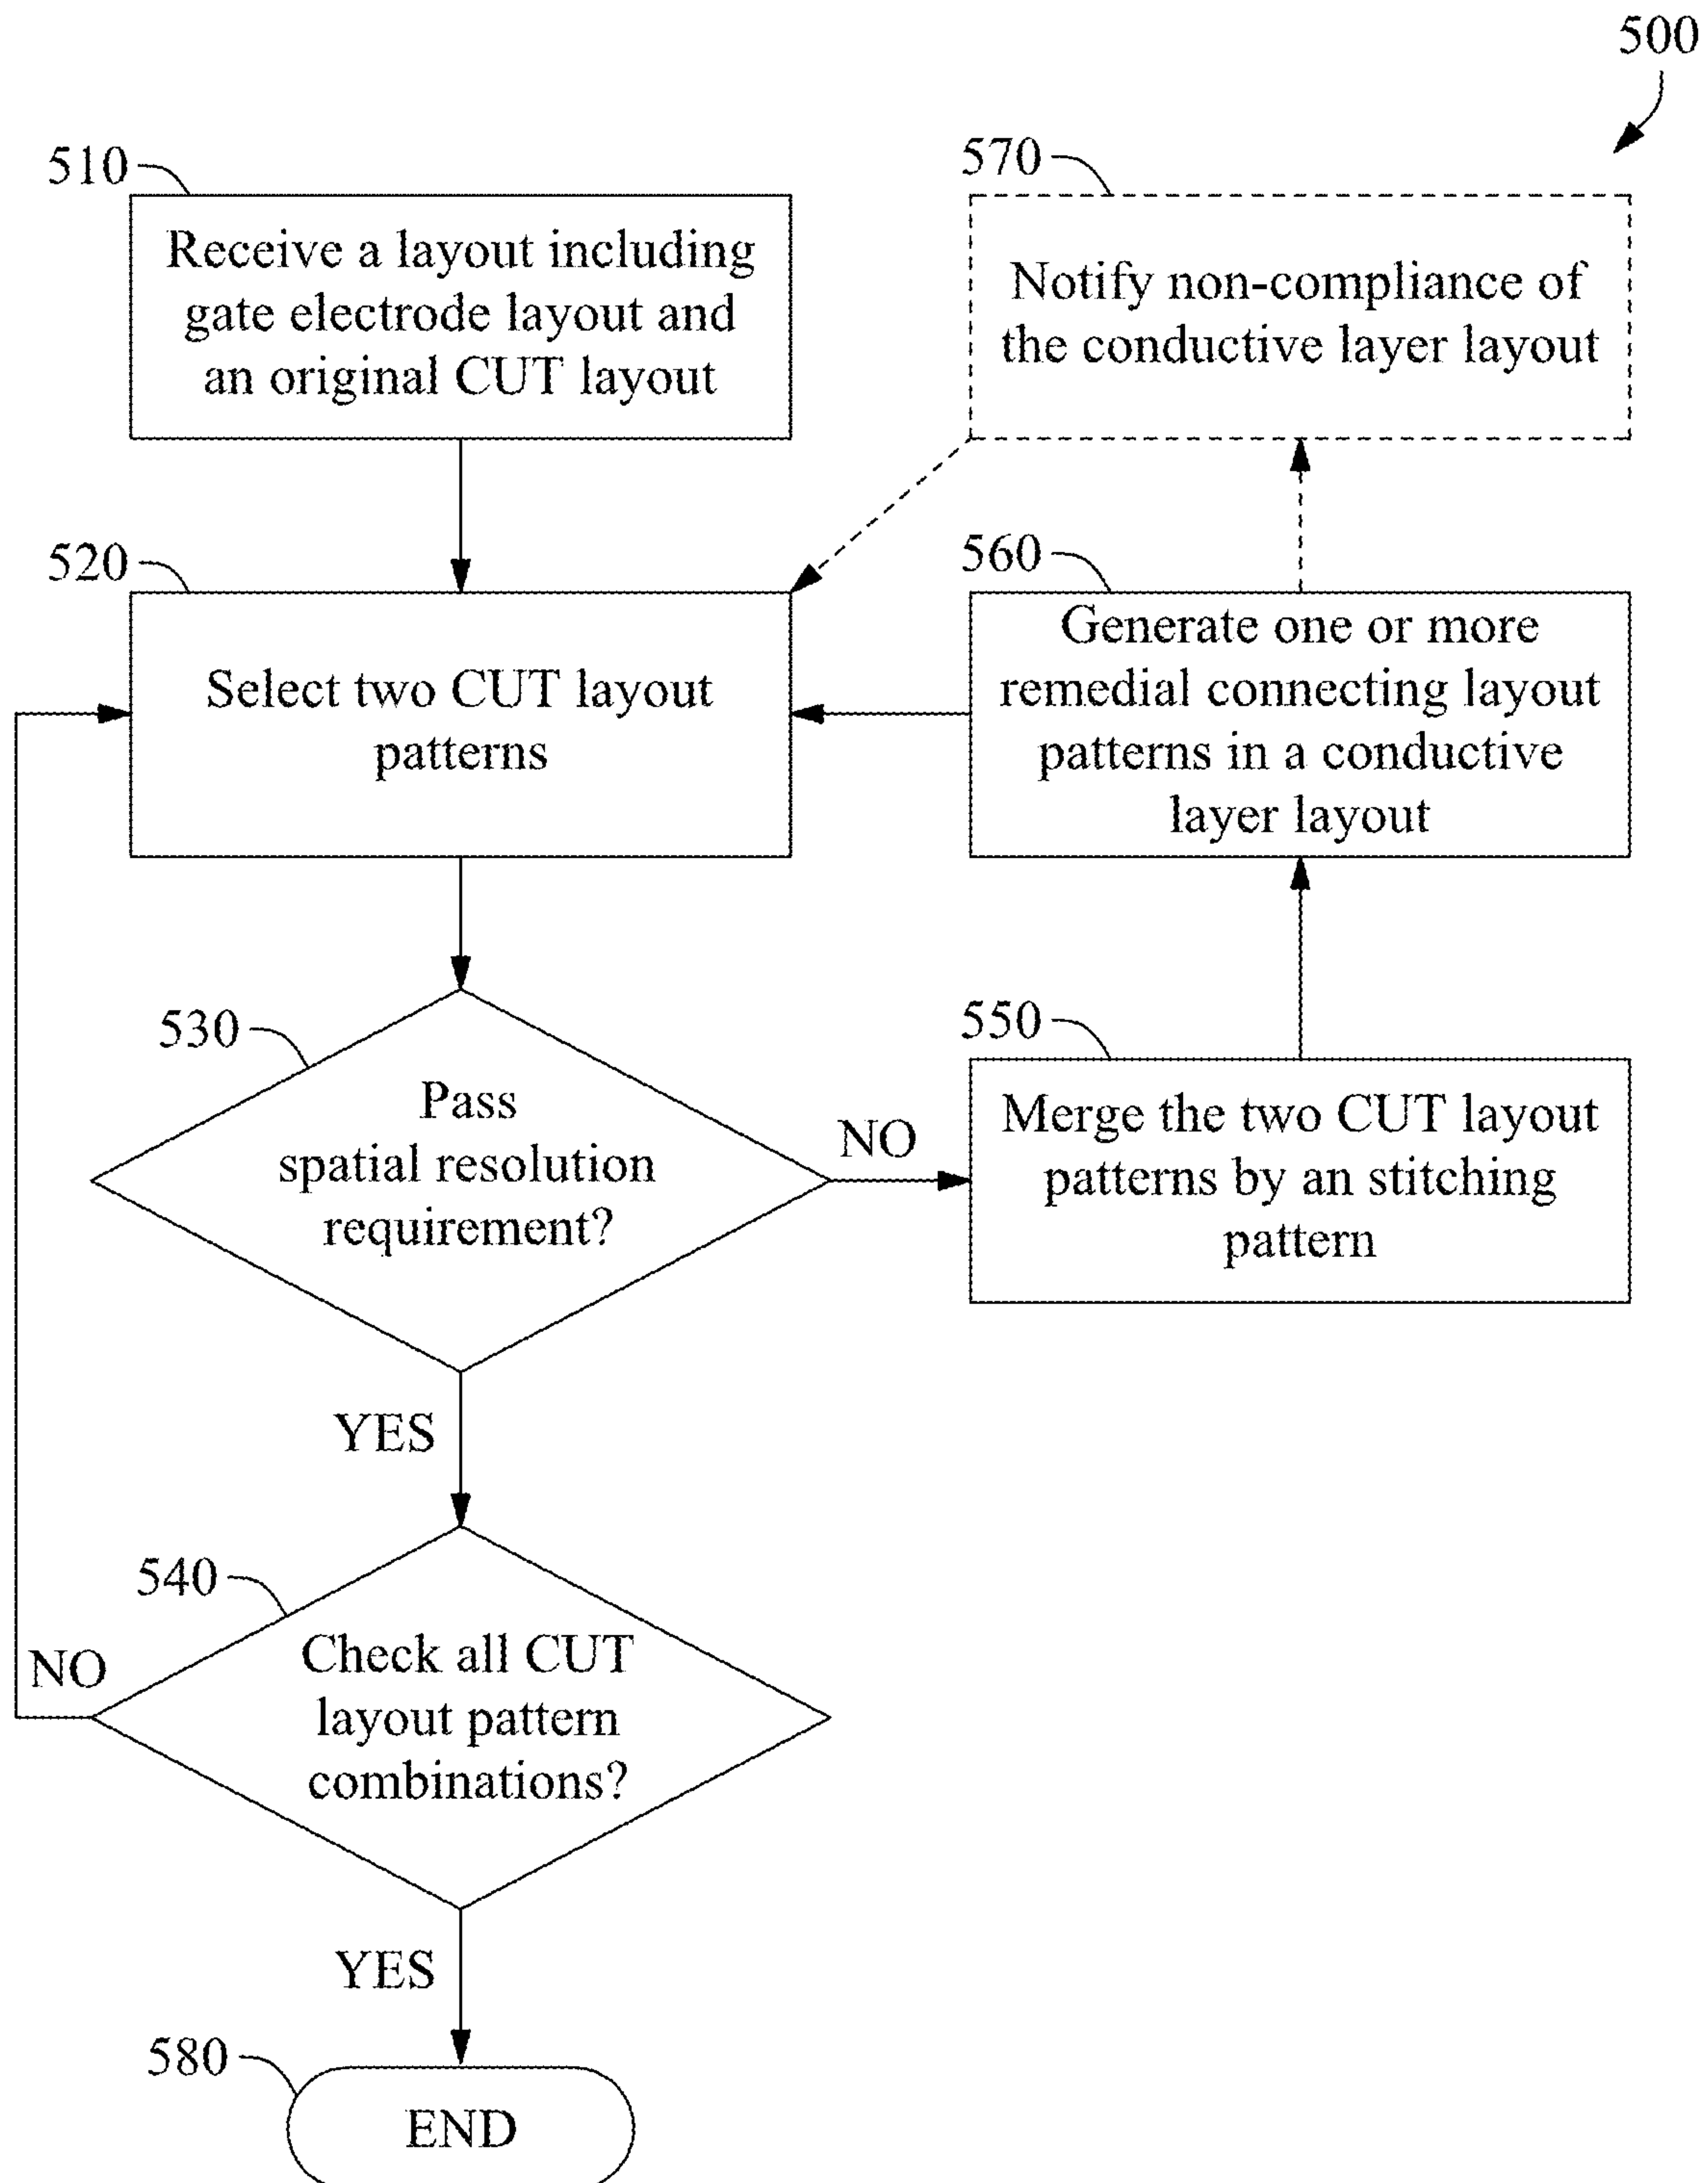 500
510
Receive a layout including
gate electrode layout and
an original CUT layout
570
Notify non-compliance of
the conductive layer layout
520
Select two CUT layout
patterns
560
Generate one or more
remedial connecting layout
patterns in a conductive
layer layout
530
Pass
spatial resolution
requirement?
NO
550
Merge the two CUT layout
patterns by an stitching
pattern
YES
540
Check all CUT
layout pattern
combinations?
NO
YES
580
END